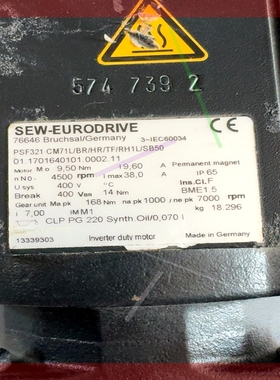 574 739 2
SEW-EURODRIVE
76646 Bruchsal/Germany 3~IEC60034 CE
PSF321 CM71L/BR/HR/TF/RH1L/SB50
01.1701640101.0002.11
Motor M o 9,50 Nm I 9,60 A Permanent magnet
n N 4500 rpm I max 38,0 A IP 65
U sys 400 V Ins.Cl.F
Break 400 Vas 14 Nm BME1.5
Gear unit Ma pk 168 Nm na pk 1000 / ne pk 7000 rpm
i 7,00 IM M1 kg 18.296
CLP PG 220 Synth Oil/0,070 l
13339303 Inverter duty motor Made in Germany